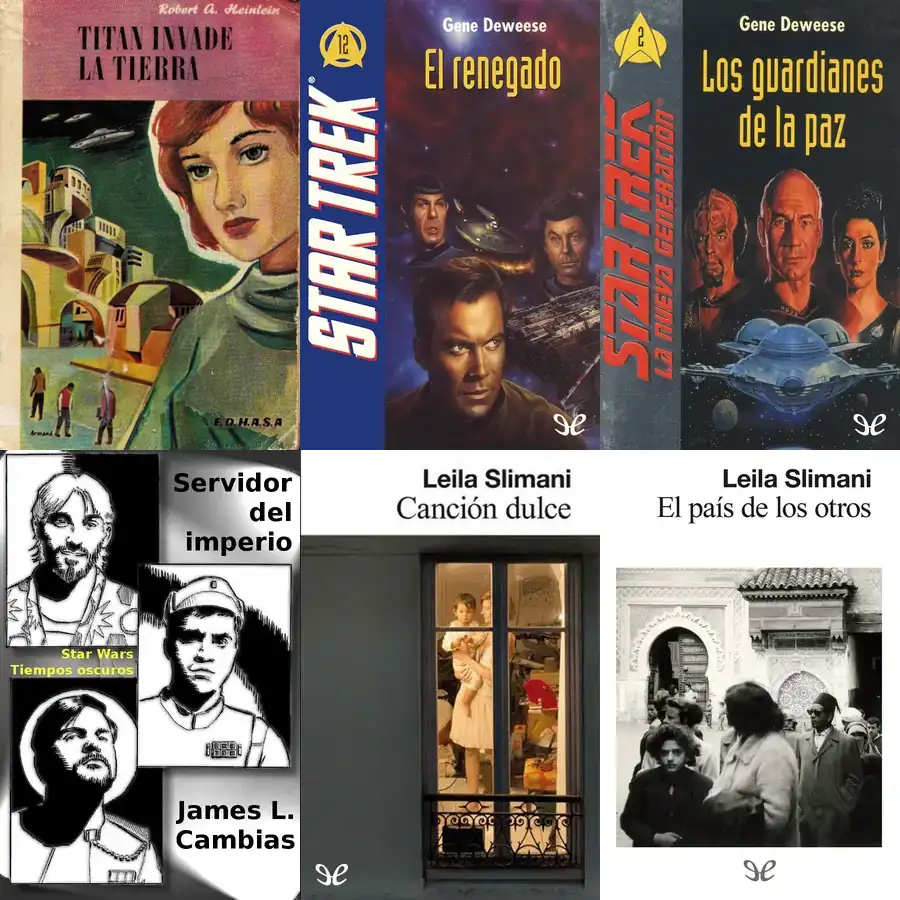 Robert A. Heinlein
TITAN INVADE
LA TIERRA
E.D.H.A.S.A
Armand
12
STAR TREK®
Gene Deweese
El renegado
2
STAR TREK®
LA NUEVA GENERACIÓN
Gene Deweese
Los guardianes
de la paz
Servidor
del
imperio
Star Wars
Tiempos oscuros
James L.
Cambias
Leila Slimani
Canción dulce
Leila Slimani
El país de los otros